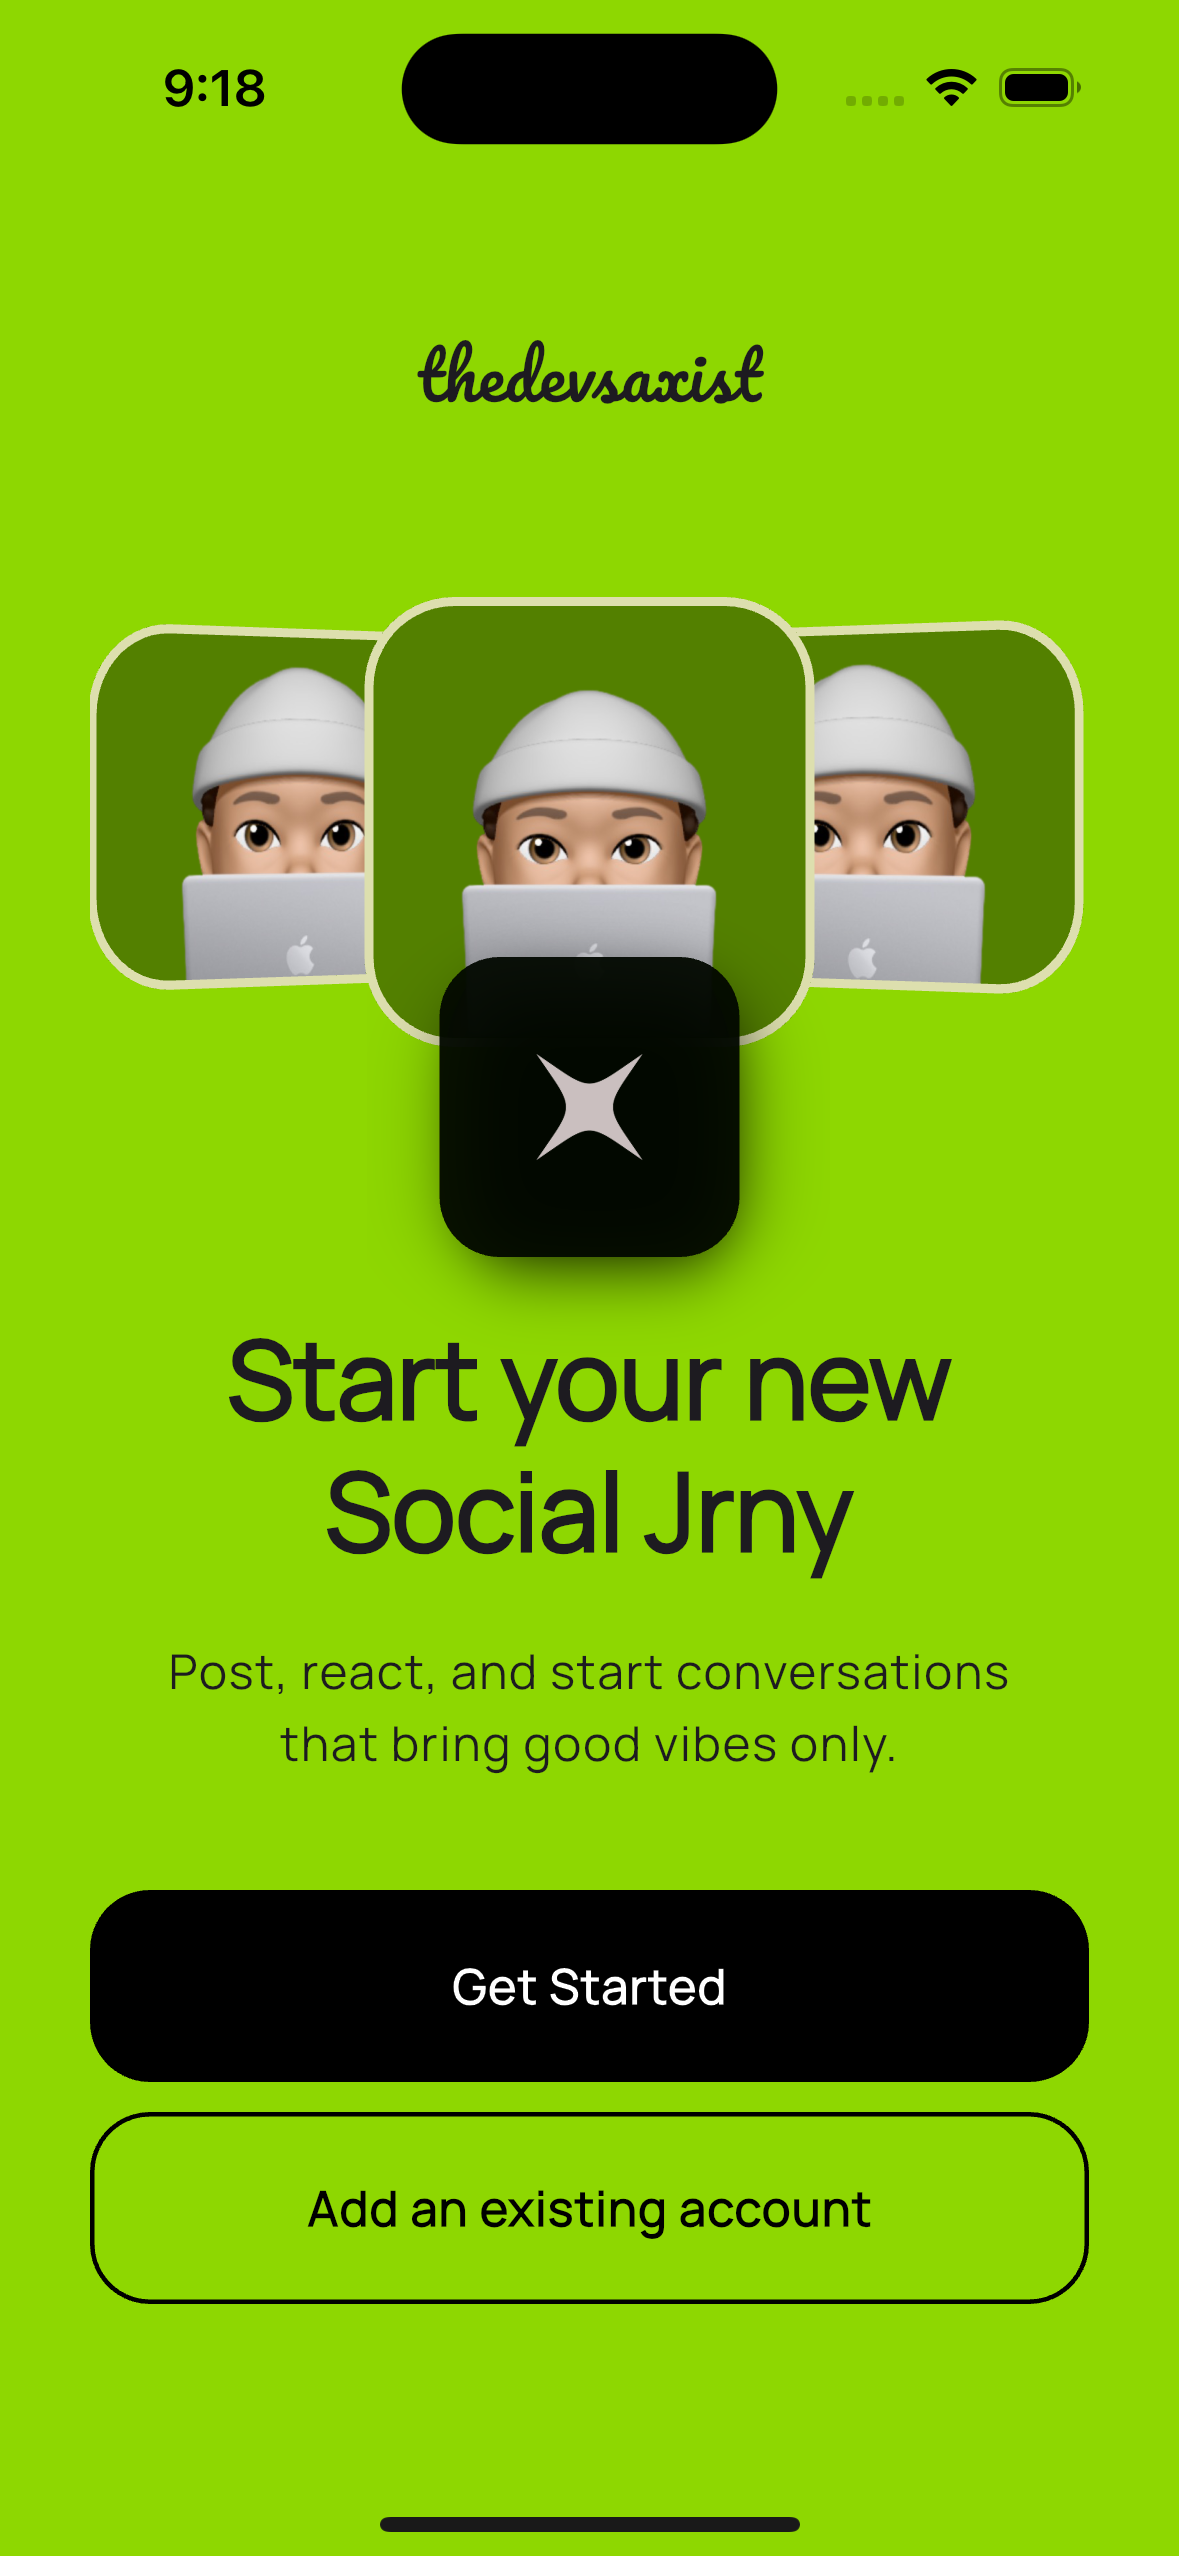 9:18
thedevsaxist
Start your new
Social Jrny
Post, react, and start conversations
that bring good vibes only.
Get Started
Add an existing account